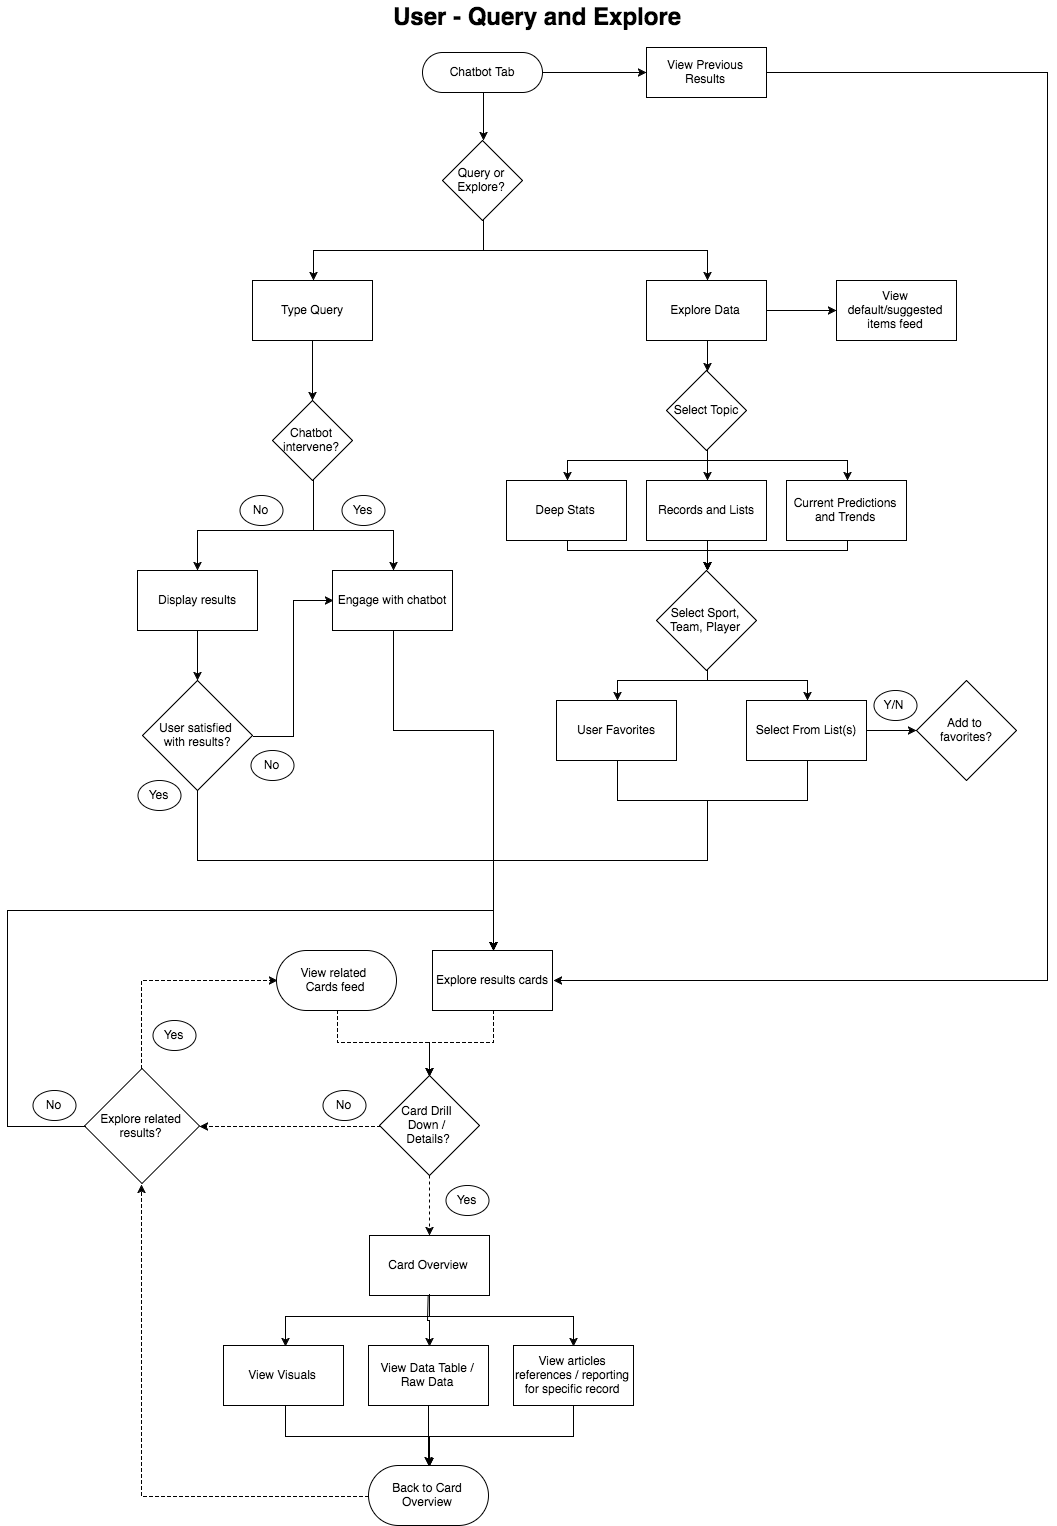 User - Query and Explore
Chatbot Tab
View Previous
Results
Query or
Explore?
Type Query
Explore Data
View
default/suggested
items feed
Chatbot
intervene?
Select Topic
No
Yes
Deep Stats
Records and Lists
Current Predictions
and Trends
Display results
Engage with chatbot
Select Sport,
Team, Player
User satisfied
with results?
No
Yes
User Favorites
Select From List(s)
Y/N
Add to
favorites?
View related
Cards feed
Explore results cards
Yes
No
Explore related
results?
No
Card Drill
Down /
Details?
Yes
Card Overview
View Visuals
View Data Table /
Raw Data
View articles
references / reporting
for specific record
Back to Card
Overview